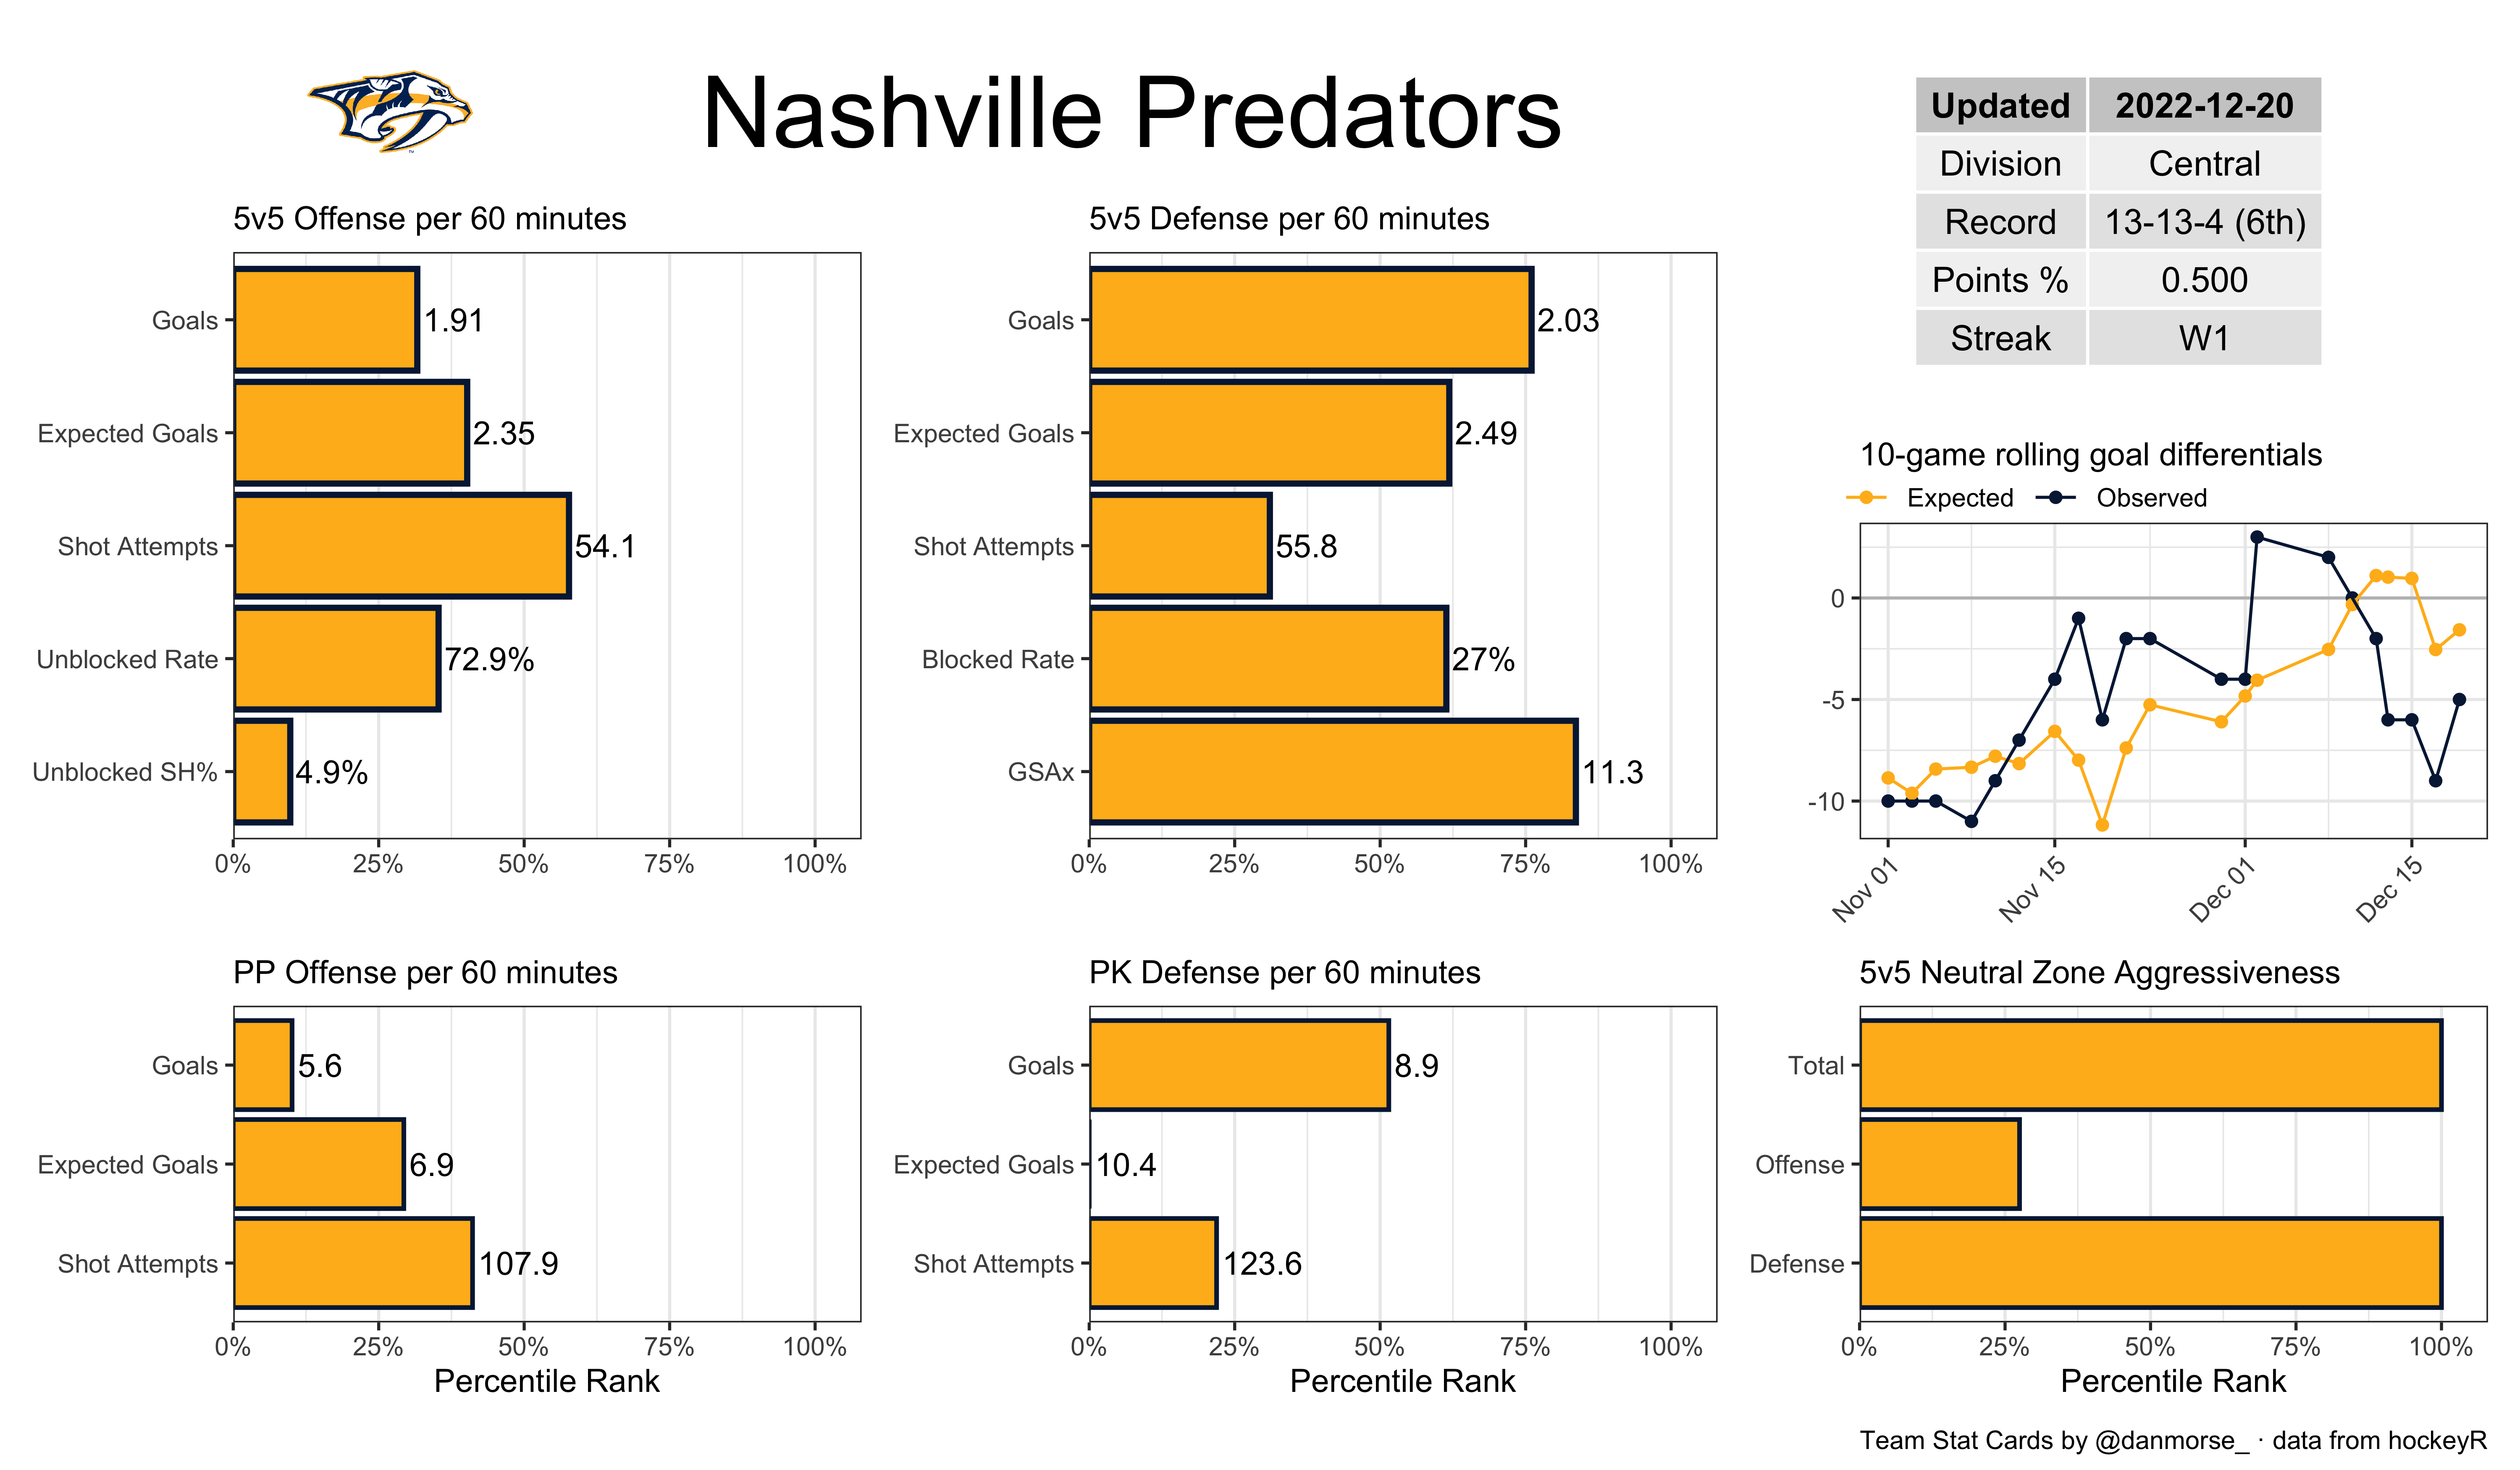 Nashville Predators
Updated 2022-12-20
Division Central
Record 13-13-4 (6th)
Points % 0.500
Streak W1
5v5 Offense per 60 minutes
Goals 1.91
Expected Goals 2.35
Shot Attempts 54.1
Unblocked Rate 72.9%
Unblocked SH% 4.9%
0% 25% 50% 75% 100%
5v5 Defense per 60 minutes
Goals 2.03
Expected Goals 2.49
Shot Attempts 55.8
Blocked Rate 27%
GSAx 11.3
0% 25% 50% 75% 100%
10-game rolling goal differentials
Expected Observed
0
-5
-10
Nov 01 Nov 15 Dec 01 Dec 15
PP Offense per 60 minutes
Goals 5.6
Expected Goals 6.9
Shot Attempts 107.9
0% 25% 50% 75% 100%
Percentile Rank
PK Defense per 60 minutes
Goals 8.9
Expected Goals 10.4
Shot Attempts 123.6
0% 25% 50% 75% 100%
Percentile Rank
5v5 Neutral Zone Aggressiveness
Total
Offense
Defense
0% 25% 50% 75% 100%
Percentile Rank
Team Stat Cards by @danmorse_ · data from hockeyR